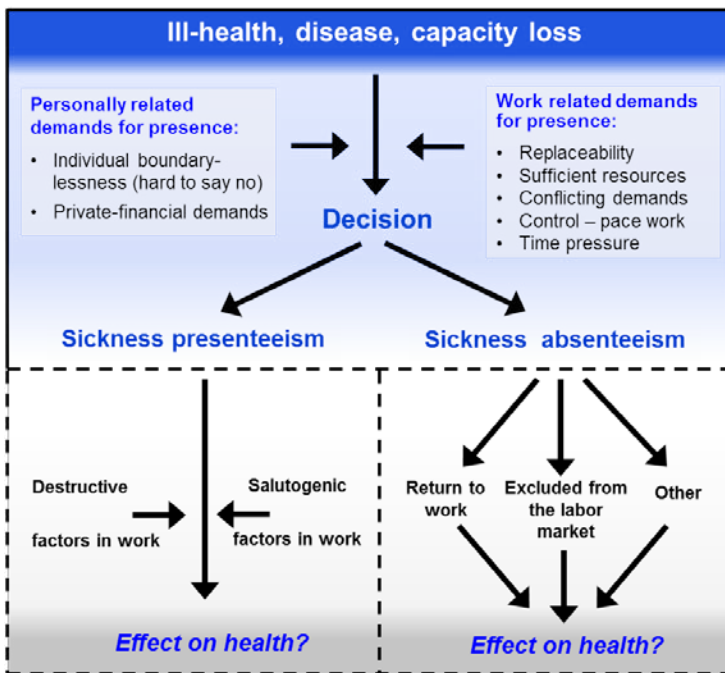 Ill-health, disease, capacity loss
Personally related
demands for presence:
• Individual boundary-
lessness (hard to say no)
• Private-financial demands
Work related demands
for presence:
• Replaceability
• Sufficient resources
• Conflicting demands
• Control – pace work
• Time pressure
Decision
Sickness presenteeism
Sickness absenteeism
Destructive
factors in work
Salutogenic
factors in work
Return to
work
Excluded from
the labor
market
Other
Effect on health?
Effect on health?